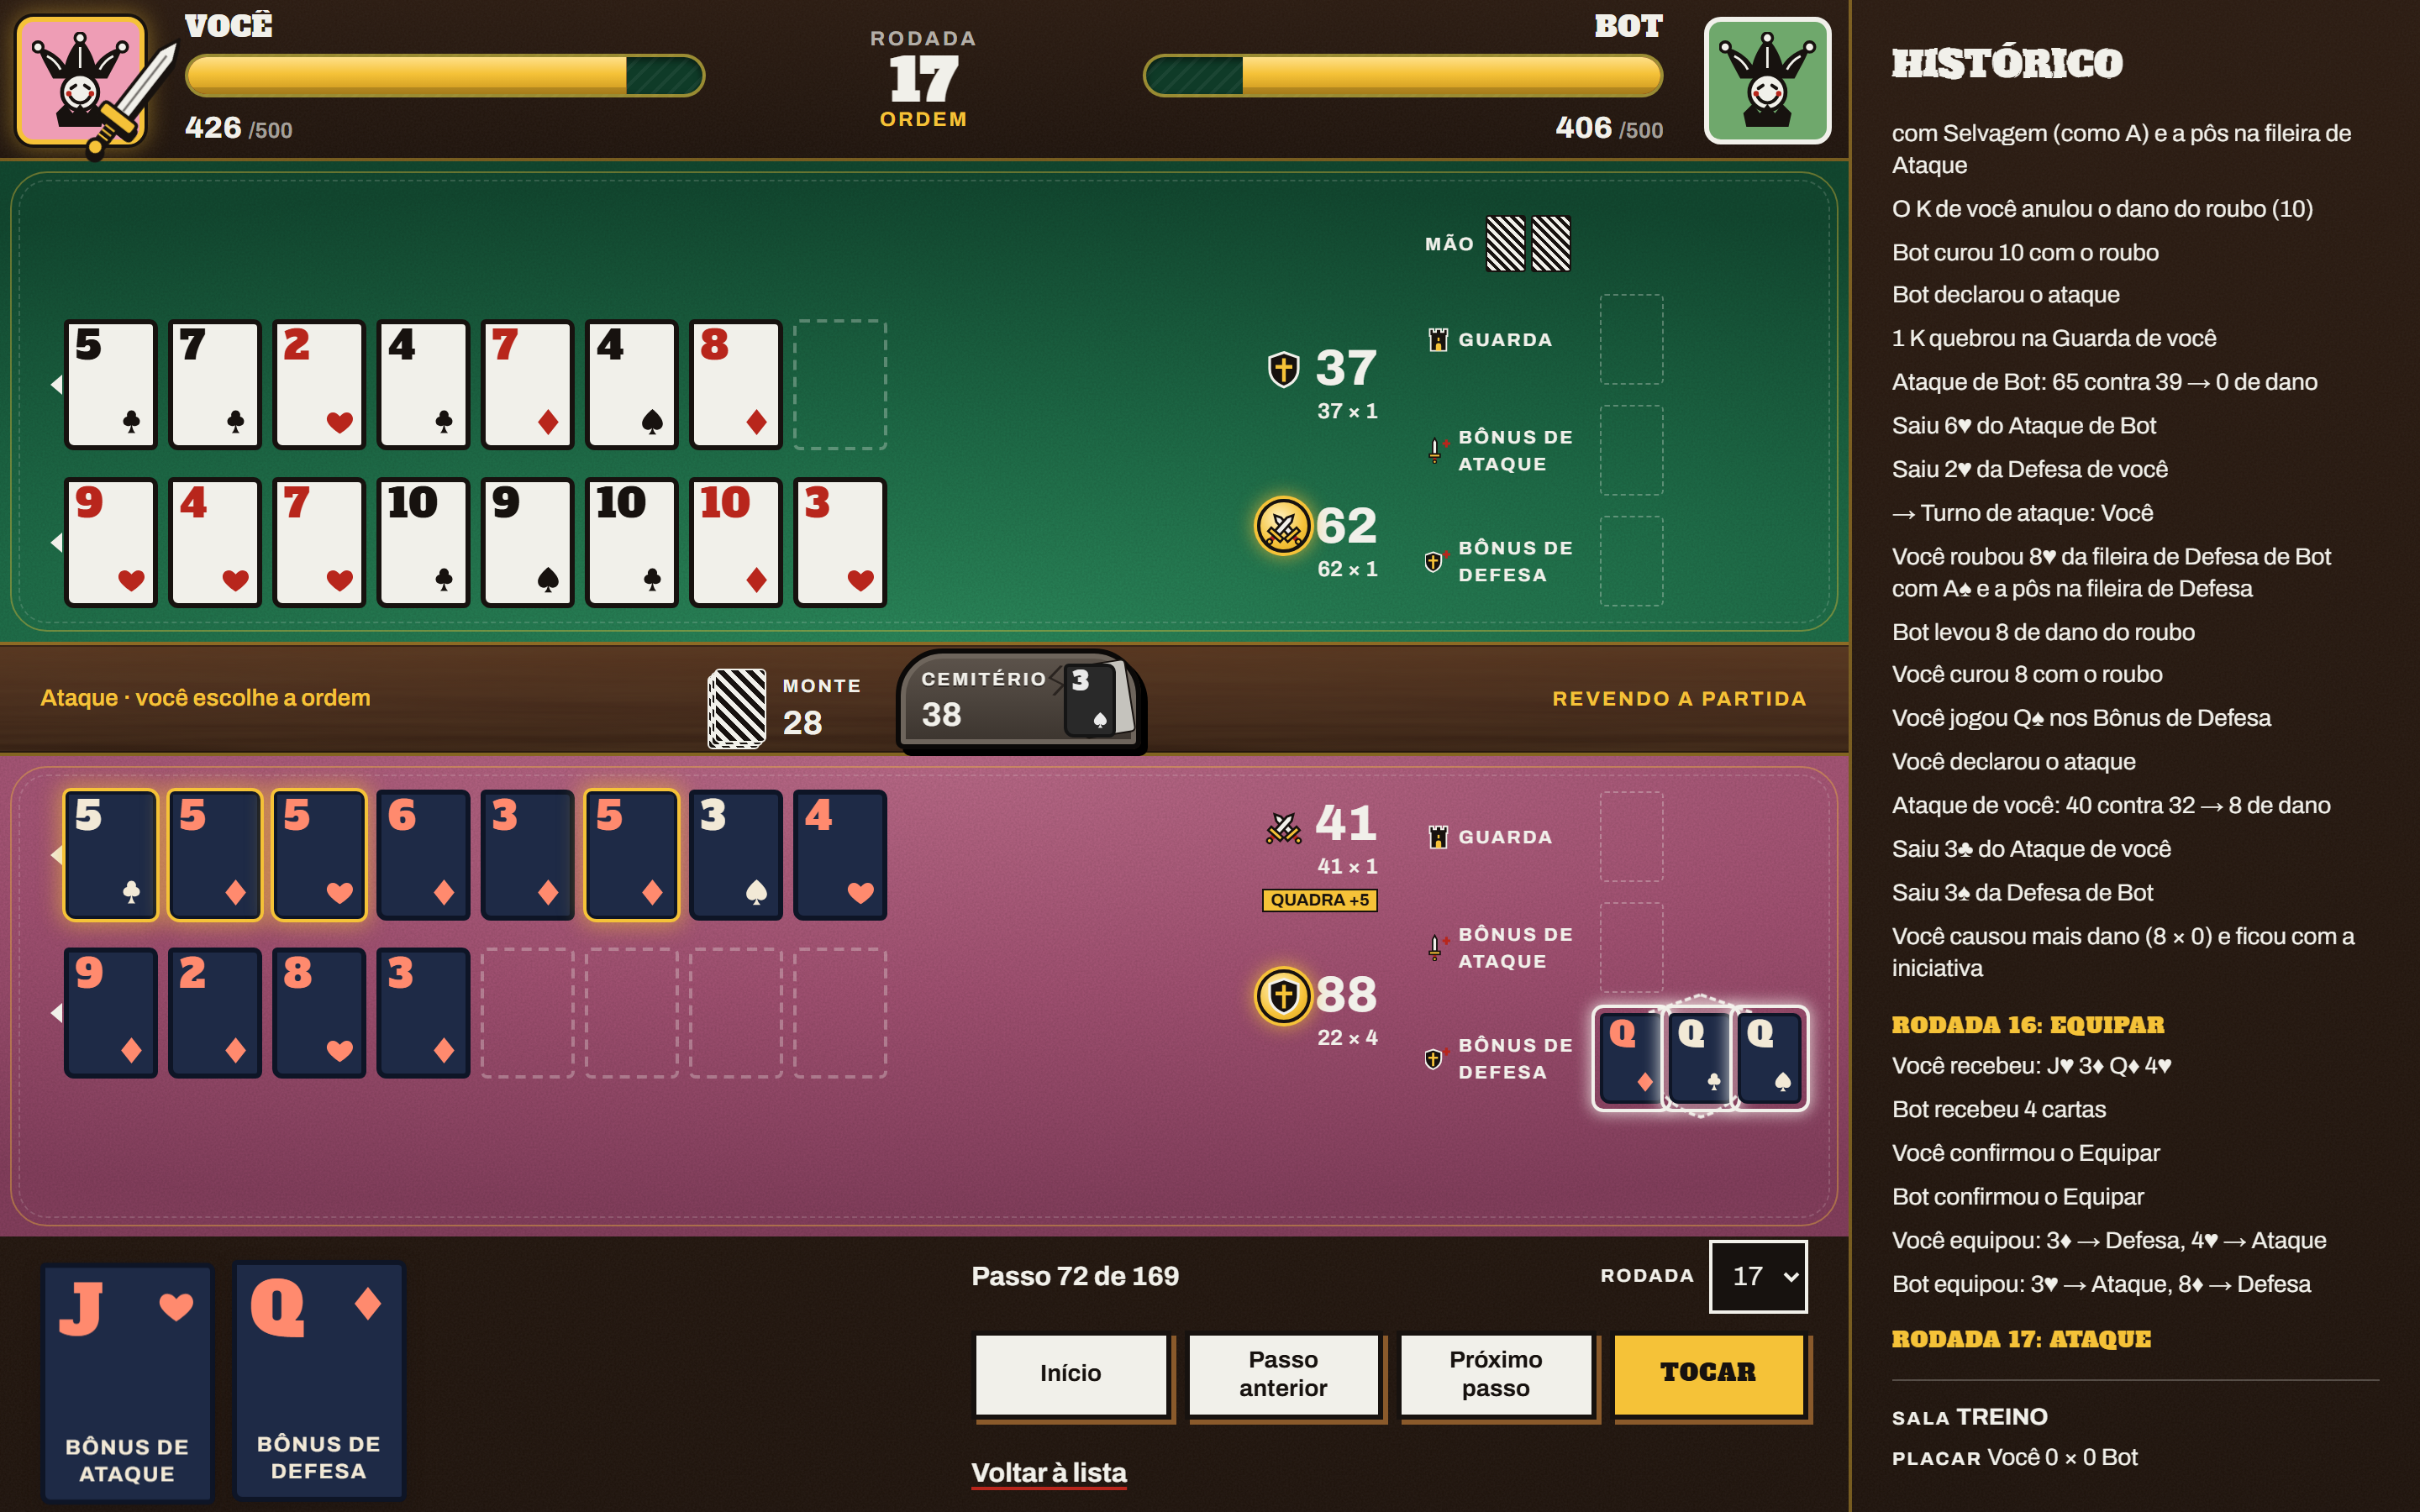 VOCÊ
426 /500
RODADA
17
ORDEM
BOT
406 /500
MÃO
GUARDA
BÔNUS DE
ATAQUE
BÔNUS DE
DEFESA
5 7 2 4 7 4 8
37
37 × 1
9 4 7 10 9 10 10 3
62
62 × 1
Ataque · você escolhe a ordem
MONTE
28
CEMITÉRIO
38
3
REVENDO A PARTIDA
5 5 5 6 3 5 3 4
41
41 × 1
QUADRA +5
GUARDA
BÔNUS DE
ATAQUE
9 2 8 3
88
22 × 4
BÔNUS DE
DEFESA
Q Q Q
J
BÔNUS DE
ATAQUE
Q
BÔNUS DE
DEFESA
Passo 72 de 169
RODADA 17
Início
Passo
anterior
Próximo
passo
TOCAR
Voltar à lista
HISTÓRICO
com Selvagem (como A) e a pôs na fileira de
Ataque
O K de você anulou o dano do roubo (10)
Bot curou 10 com o roubo
Bot declarou o ataque
1 K quebrou na Guarda de você
Ataque de Bot: 65 contra 39 → 0 de dano
Saiu 6♥ do Ataque de Bot
Saiu 2♥ da Defesa de você
→ Turno de ataque: Você
Você roubou 8♥ da fileira de Defesa de Bot
com A♠ e a pôs na fileira de Defesa
Bot levou 8 de dano do roubo
Você curou 8 com o roubo
Você jogou Q♠ nos Bônus de Defesa
Você declarou o ataque
Ataque de você: 40 contra 32 → 8 de dano
Saiu 3♣ do Ataque de você
Saiu 3♠ da Defesa de Bot
Você causou mais dano (8 × 0) e ficou com a
iniciativa
RODADA 16: EQUIPAR
Você recebeu: J♥ 3♦ Q♦ 4♥
Bot recebeu 4 cartas
Você confirmou o Equipar
Bot confirmou o Equipar
Você equipou: 3♦ → Defesa, 4♥ → Ataque
Bot equipou: 3♥ → Ataque, 8♦ → Defesa
RODADA 17: ATAQUE
SALA TREINO
PLACAR Você 0 × 0 Bot